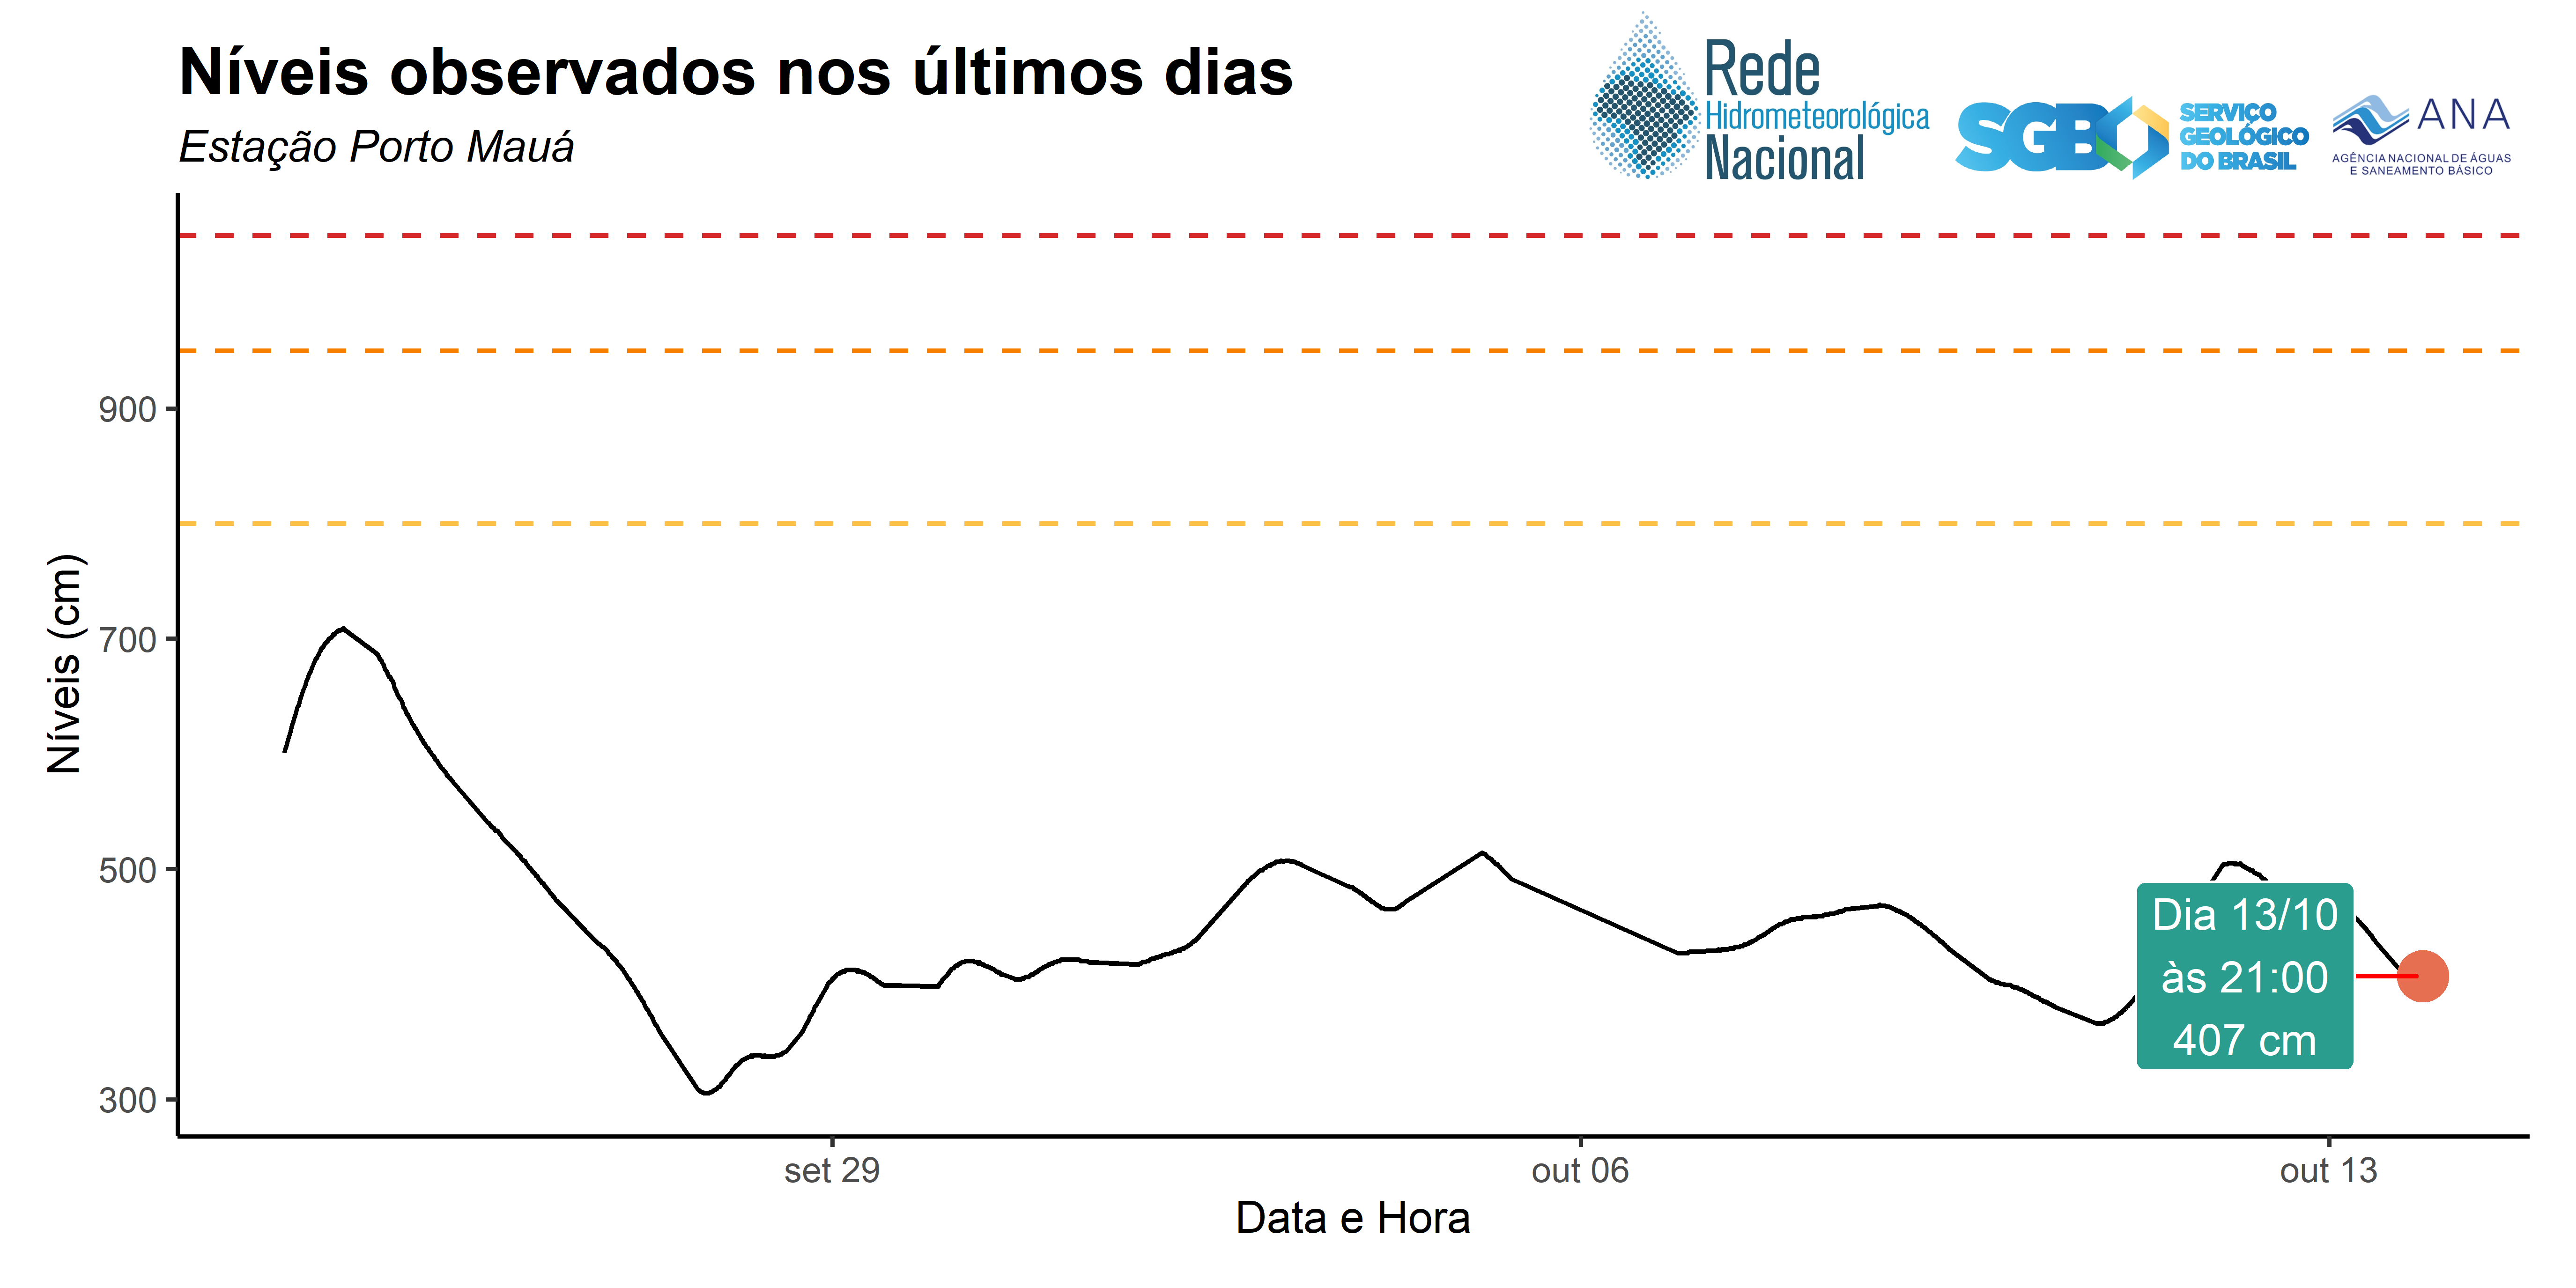 Níveis observados nos últimos dias
Estação Porto Mauá
Rede
Hidrometeorológica
Nacional
SGB
SERVIÇO
GEOLÓGICO
DO BRASIL
ANA
AGÊNCIA NACIONAL DE ÁGUAS
E SANEAMENTO BÁSICO
Níveis (cm)
900
700
500
300
Dia 13/10
às 21:00
407 cm
set 29
out 06
out 13
Data e Hora